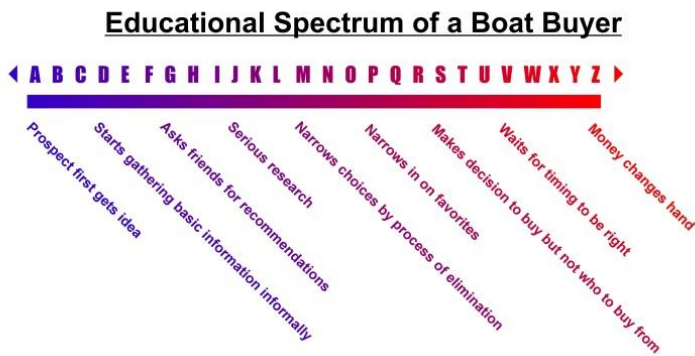 Educational Spectrum of a Boat Buyer
A B C D E F G H I J K L M N O P Q R S T U V W X Y Z
Prospect first gets idea
Starts gathering basic information informally
Asks friends for recommendations
Serious research
Narrows choices by process of elimination
Narrows in on favorites
Makes decision to buy but not who to buy from
Waits for timing to be right
Money changes hand